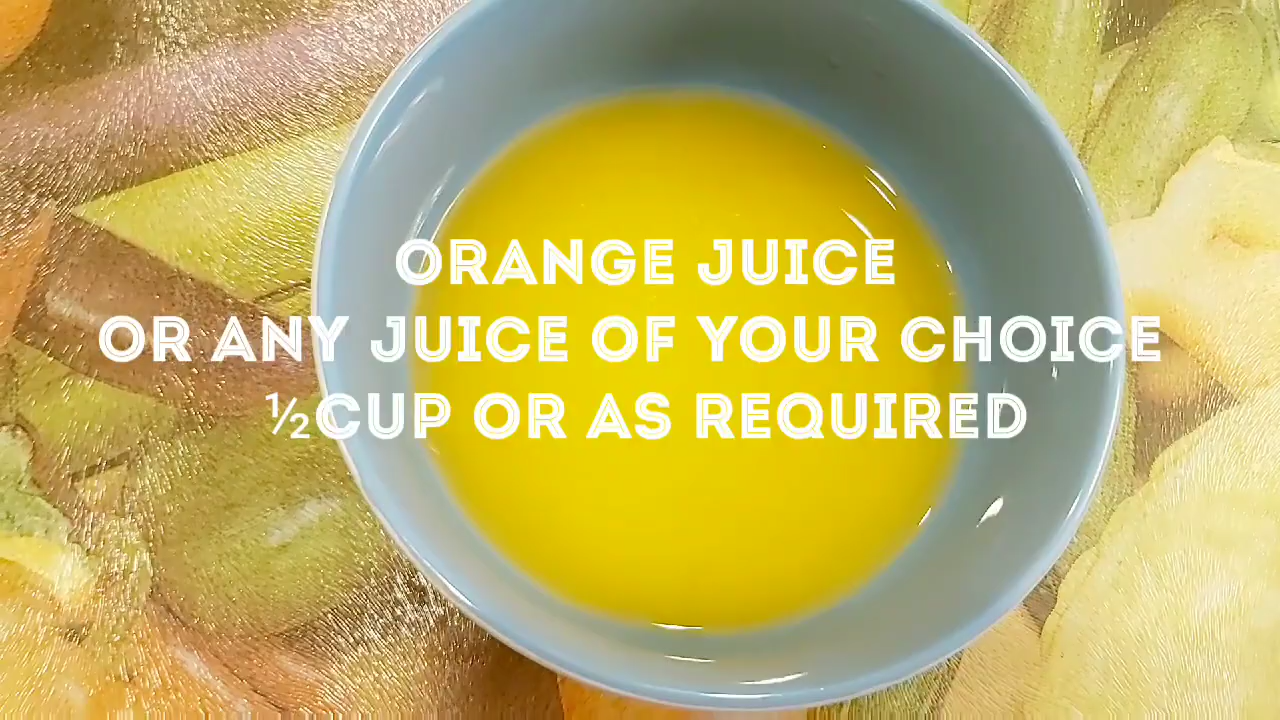 ORANGE JUICE
OR ANY JUICE OF YOUR CHOICE
½CUP OR AS REQUIRED